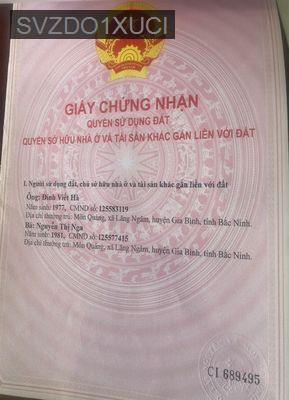 SVZDO1XUCI
GIẤY CHỨNG NHẬN
QUYỀN SỬ DỤNG ĐẤT
QUYỀN SỞ HỮU NHÀ Ở VÀ TÀI SẢN KHÁC GẮN LIỀN VỚI ĐẤT
I. Người sử dụng đất, chủ sở hữu nhà ở và tài sản khác gắn liền với đất
Ông: Đinh Viết Hà
Năm sinh: 1977, CMND số: 125583119
Địa chỉ thường trú: Môn Quảng, xã Lãng Ngâm, huyện Gia Bình, tỉnh Bắc Ninh.
Bà: Nguyễn Thị Nga
Năm sinh: 1981, CMND số: 125577415
Địa chỉ thường trú: Môn Quảng, xã Lãng Ngâm, huyện Gia Bình, tỉnh Bắc Ninh.
CI 689495